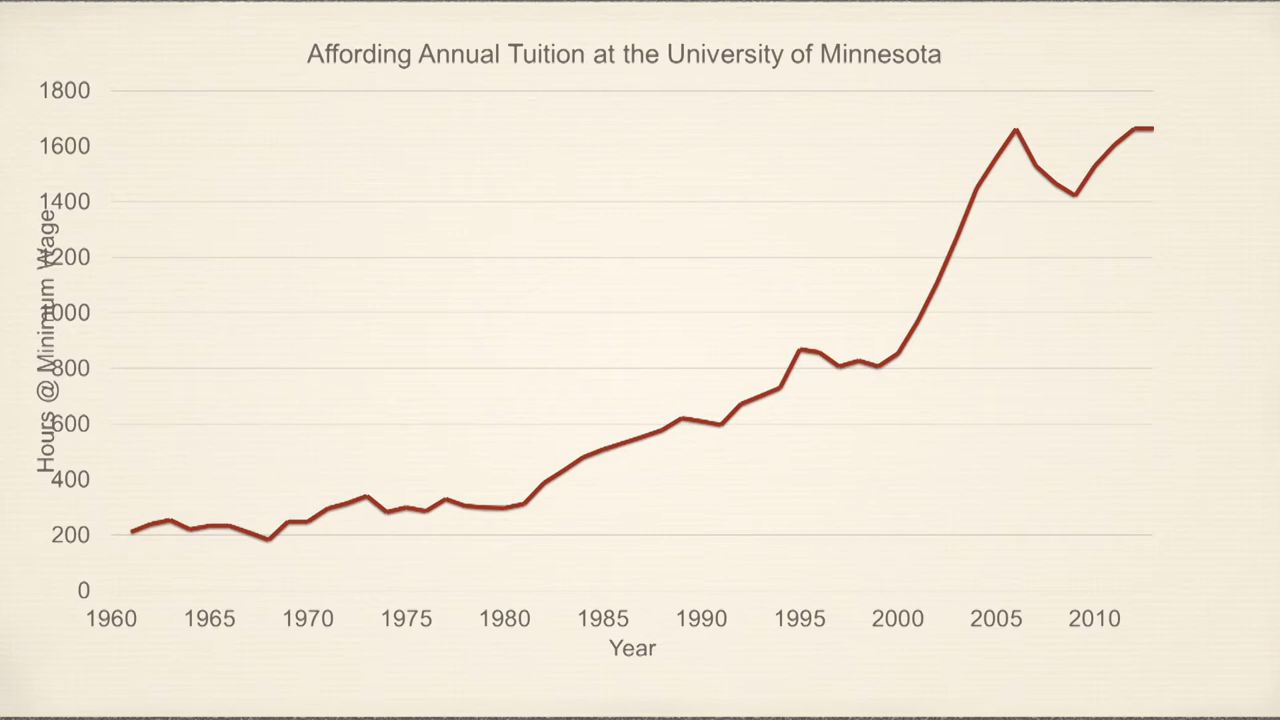 Affording Annual Tuition at the University of Minnesota
1800
1600
1400
1200
1000
800
600
400
200
0
Hours @ Minimum Wage
1960 1965 1970 1975 1980 1985 1990 1995 2000 2005 2010
Year